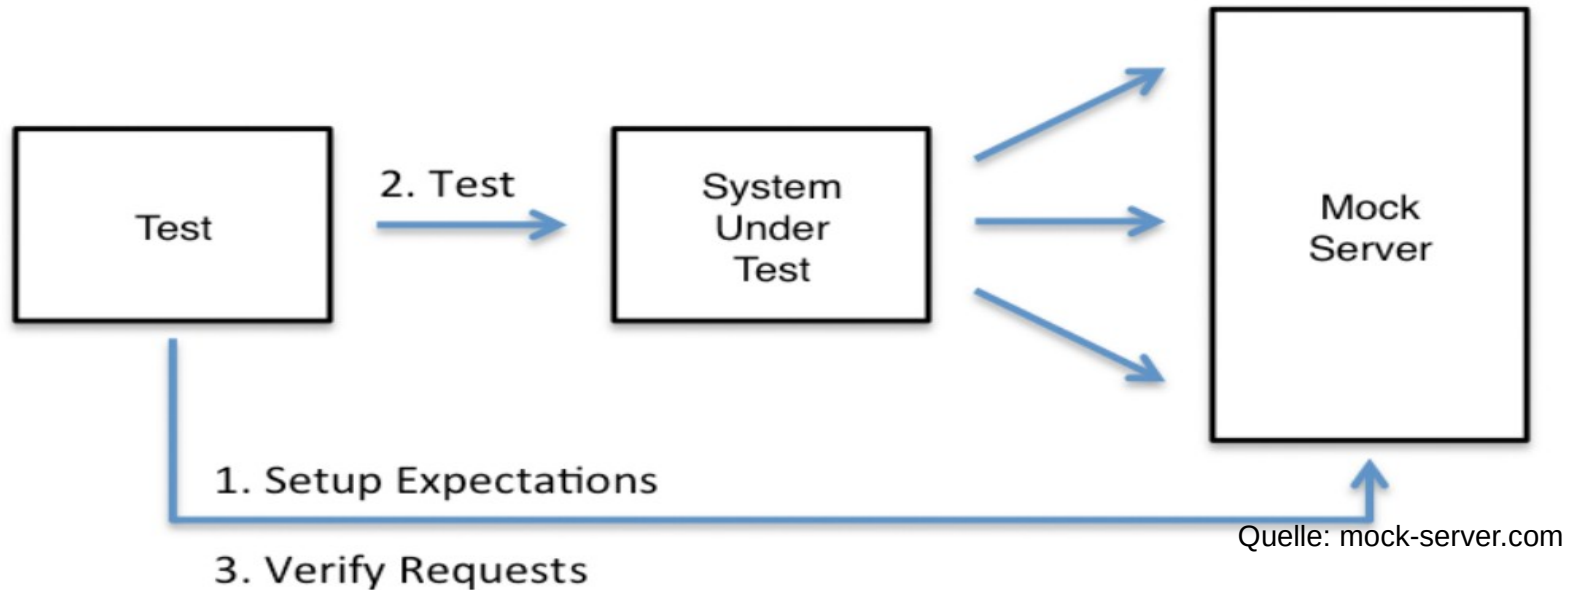 Test
2. Test
System
Under
Test
Mock
Server
1. Setup Expectations
3. Verify Requests
Quelle: mock-server.com